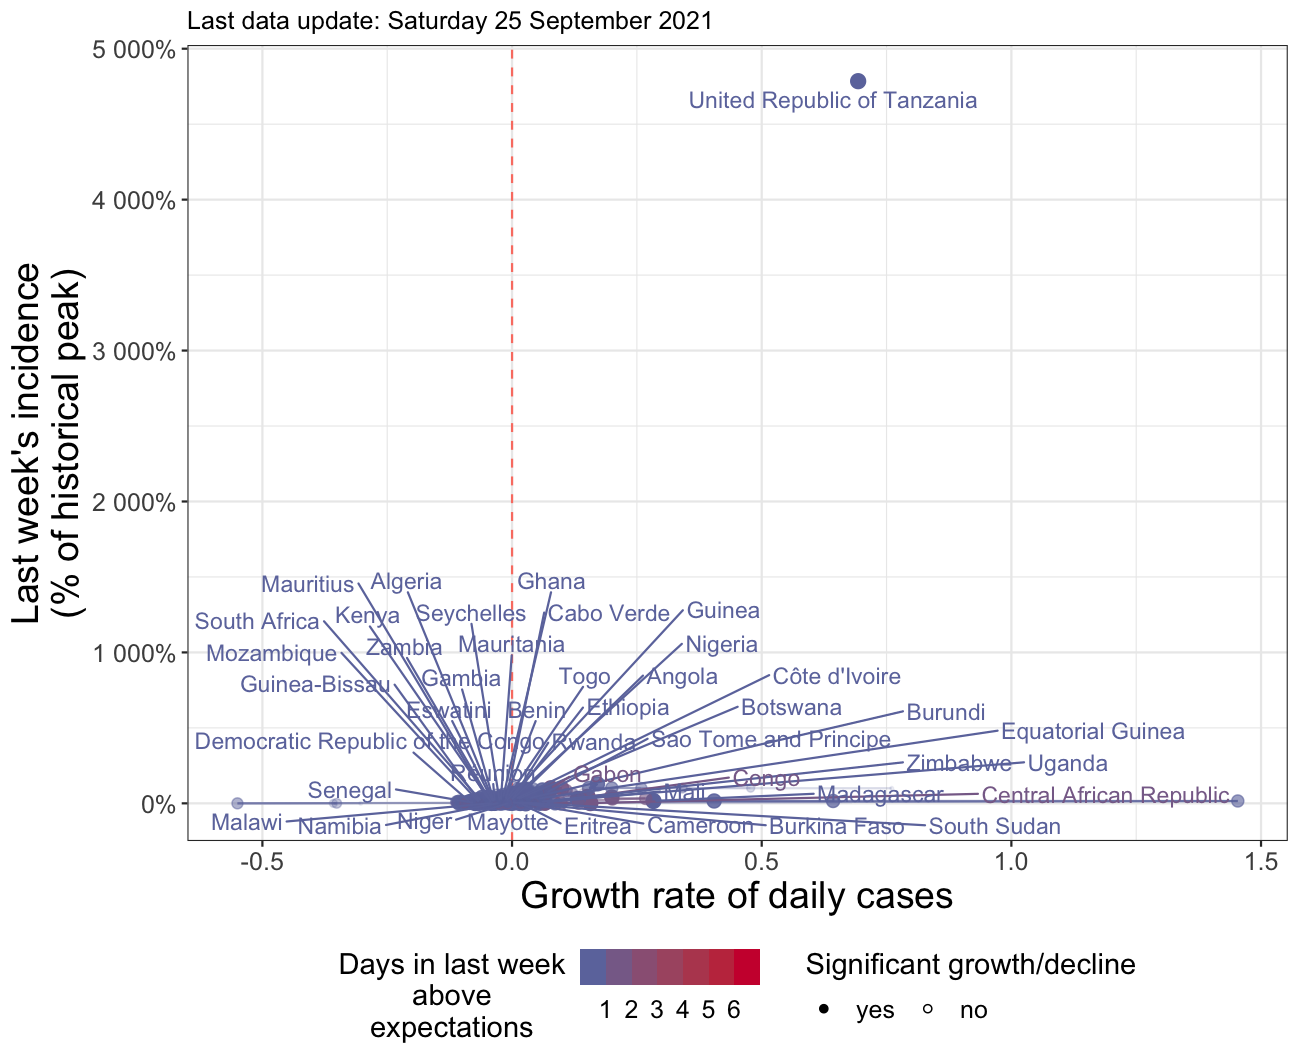 Last data update: Saturday 25 September 2021
5 000%
4 000%
3 000%
2 000%
1 000%
0%
Last week's incidence
(% of historical peak)
United Republic of Tanzania
Mauritius
Algeria
Ghana
South Africa
Kenya
Seychelles
Cabo Verde
Guinea
Mozambique
Zambia
Mauritania
Nigeria
Guinea-Bissau
Gambia
Togo
Angola
Côte d'Ivoire
Eswatini
Benin
Ethiopia
Botswana
Burundi
Democratic Republic of the Congo
Rwanda
Sao Tome and Principe
Equatorial Guinea
Réunion
Gabon
Congo
Zimbabwe
Uganda
Senegal
Mali
Madagascar
Central African Republic
Malawi
Namibia
Niger
Mayotte
Eritrea
Cameroon
Burkina Faso
South Sudan
-0.5
0.0
0.5
1.0
1.5
Growth rate of daily cases
Days in last week
above
expectations
1 2 3 4 5 6
Significant growth/decline
yes
no